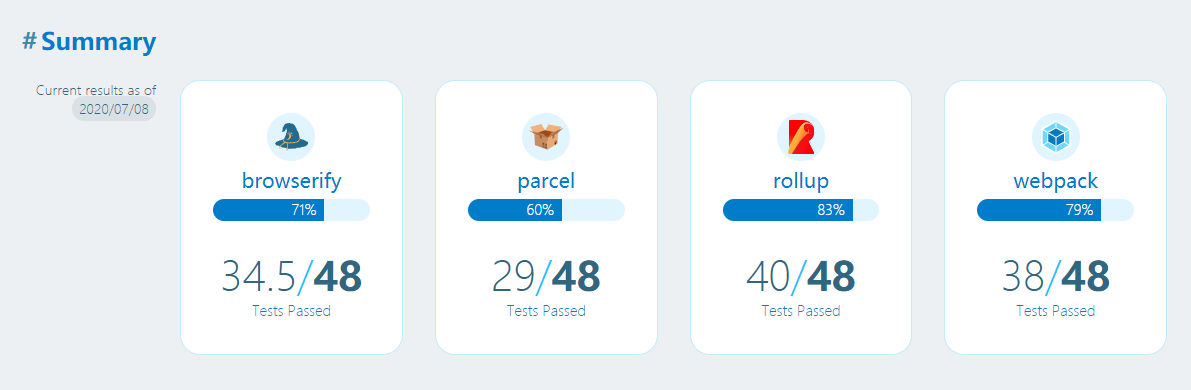 # Summary
Current results as of
2020/07/08
browserify
71%
34.5/48
Tests Passed
parcel
60%
29/48
Tests Passed
rollup
83%
40/48
Tests Passed
webpack
79%
38/48
Tests Passed